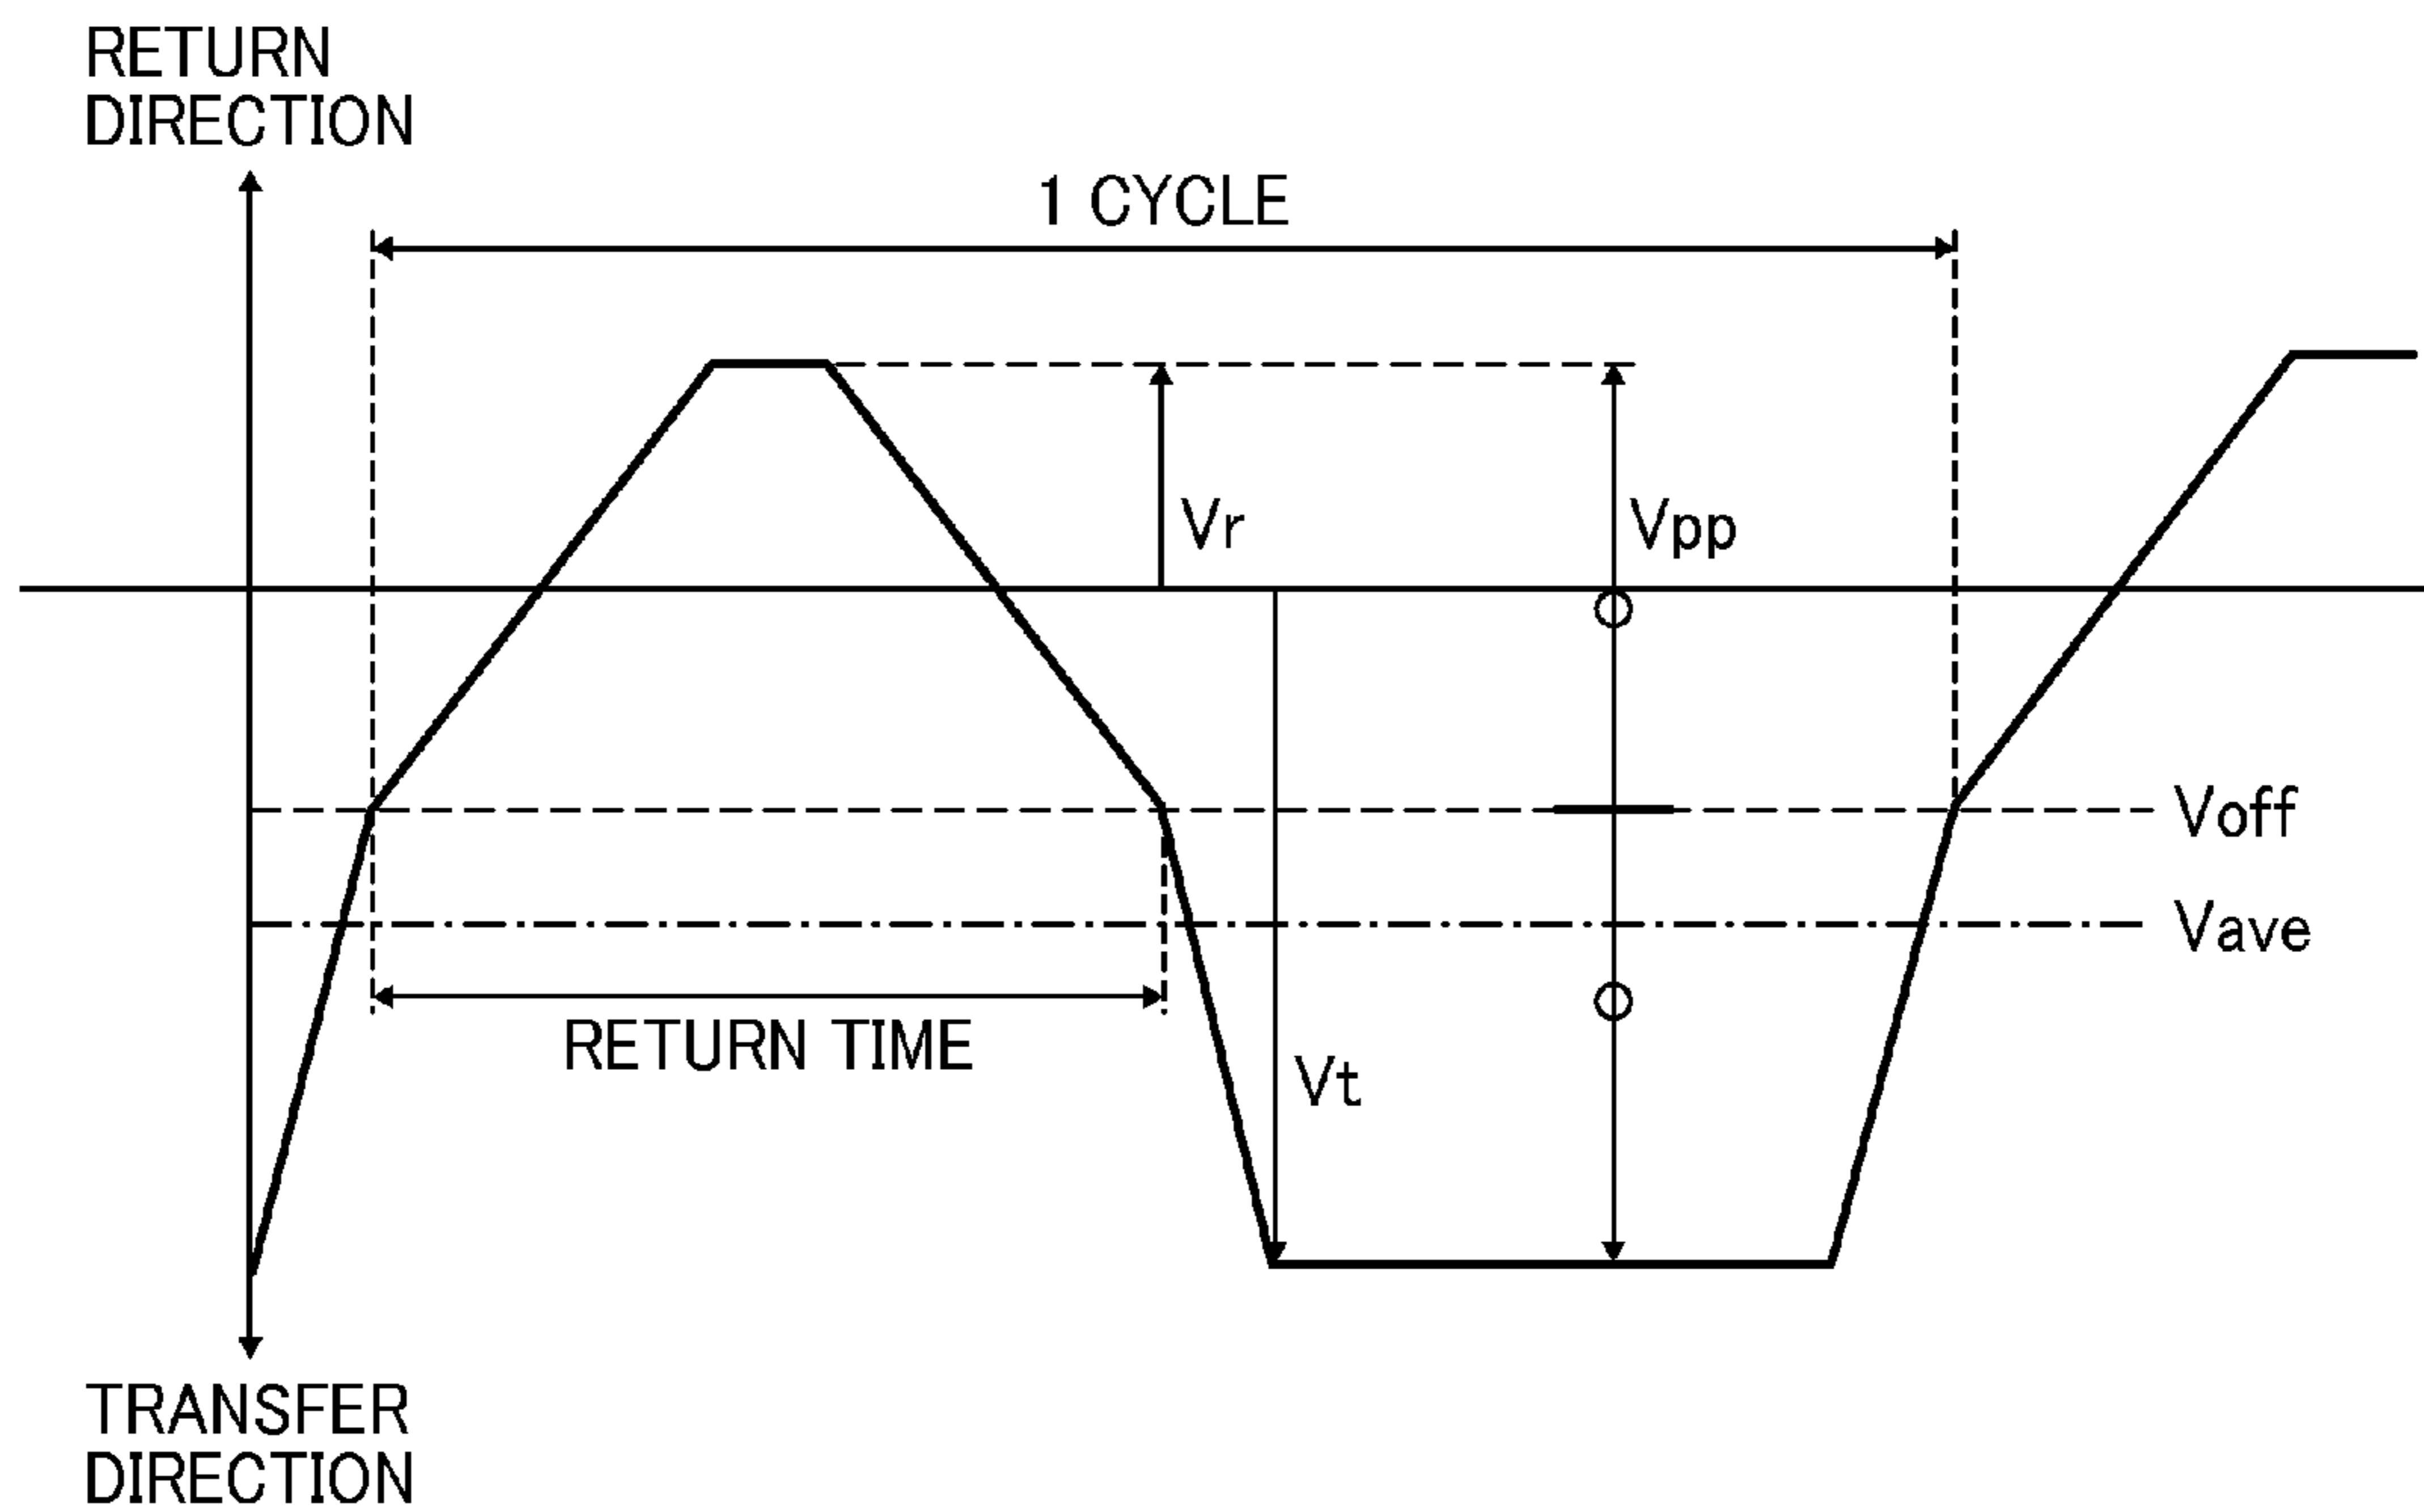 RETURN
DIRECTION
1 CYCLE
Vr
Vpp
Voff
Vave
RETURN TIME
Vt
TRANSFER
DIRECTION